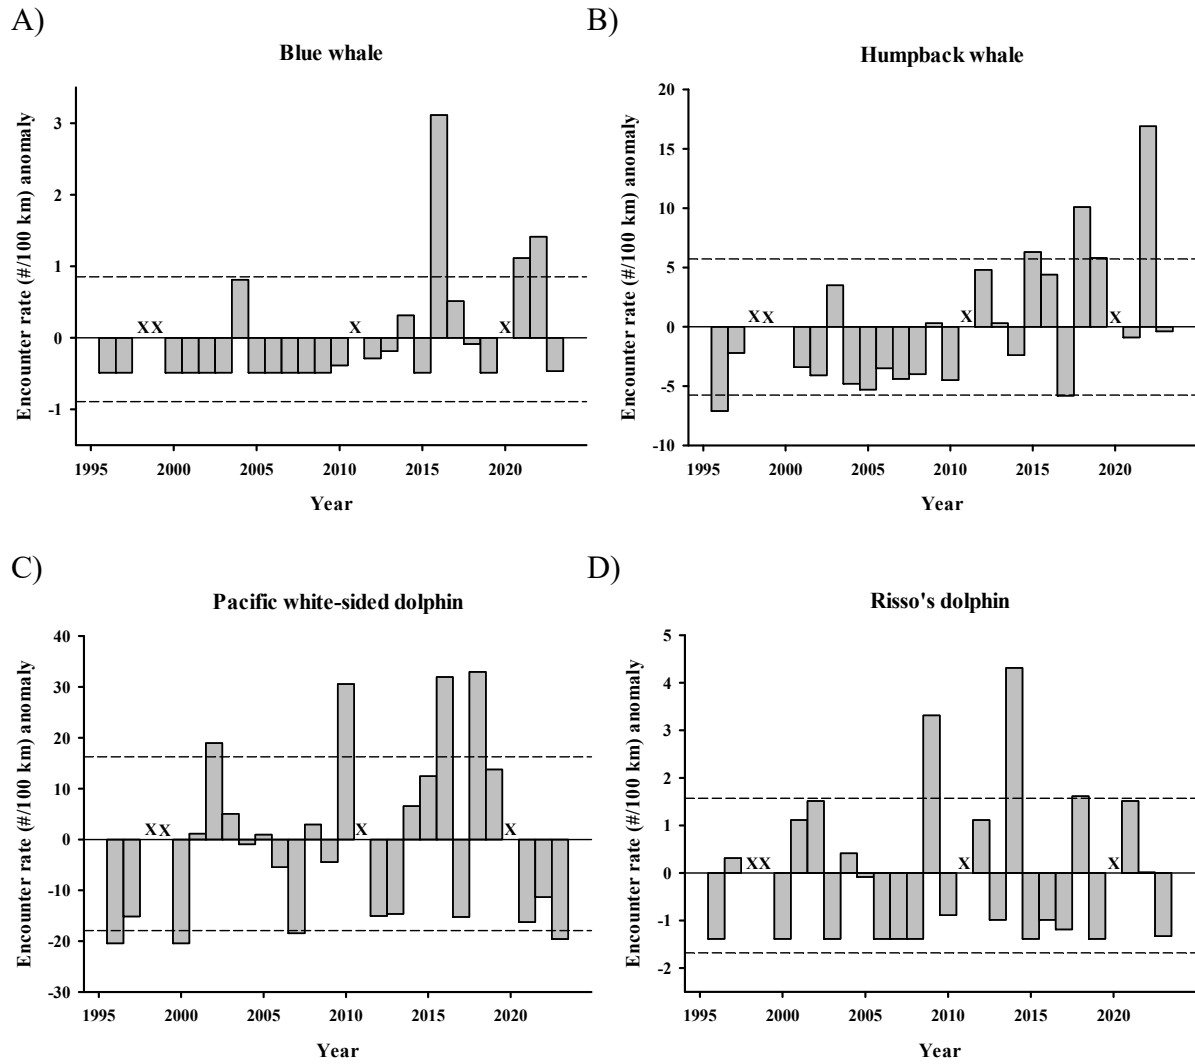 A)
Blue whale
Encounter rate (#/100 km) anomaly
3
2
1
0
-1
X X X X
1995 2000 2005 2010 2015 2020
Year
B)
Humpback whale
Encounter rate (#/100 km) anomaly
20
15
10
5
0
-5
-10
X X X X
1995 2000 2005 2010 2015 2020
Year
C)
Pacific white-sided dolphin
Encounter rate (#/100 km) anomaly
40
30
20
10
0
-10
-20
-30
X X X X
1995 2000 2005 2010 2015 2020
Year
D)
Risso's dolphin
Encounter rate (#/100 km) anomaly
5
4
3
2
1
0
-1
-2
X X X X
1995 2000 2005 2010 2015 2020
Year